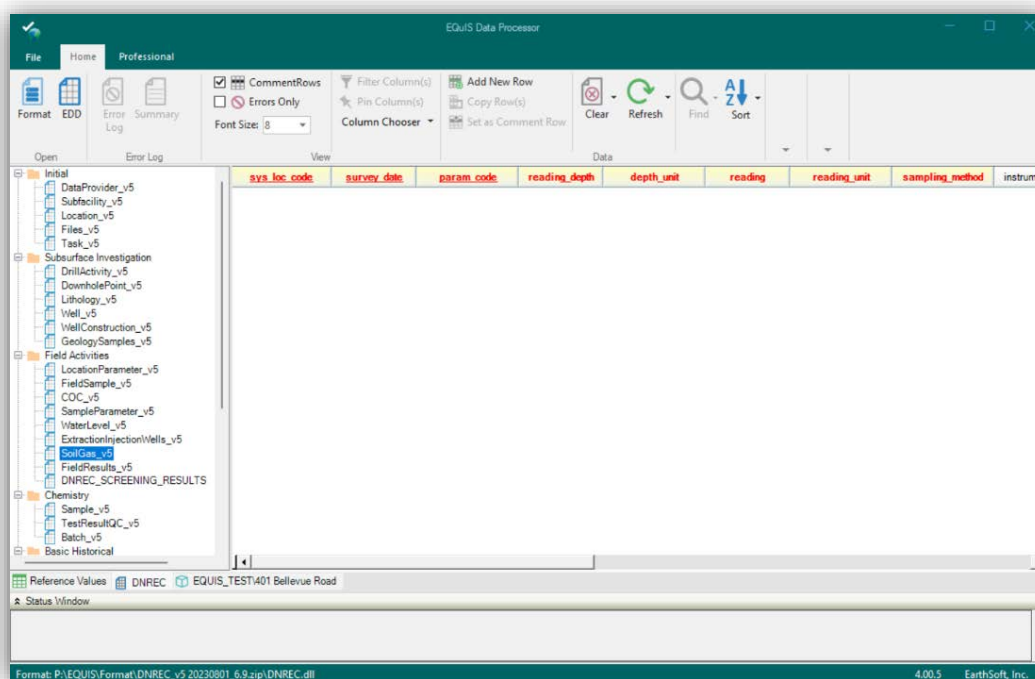 EQuIS Data Processor
File Home Professional
Format EDD Error Log Summary
CommentRows
Errors Only
Font Size: 8
Filter Column(s)
Pin Column(s)
Column Chooser
Add New Row
Copy Row(s)
Set as Comment Row
Clear Refresh Find Sort
Open Error Log View Data
sys_loc_code survey_date param_code reading_depth depth_unit reading reading_unit sampling_method instrum
Initial
DataProvider_v5
Subfacility_v5
Location_v5
Files_v5
Task_v5
Subsurface Investigation
DrillActivity_v5
DownholePoint_v5
Lithology_v5
Well_v5
WellConstruction_v5
GeologySamples_v5
Field Activities
LocationParameter_v5
FieldSample_v5
COC_v5
SampleParameter_v5
WaterLevel_v5
ExtractionInjectionWells_v5
SoilGas_v5
FieldResults_v5
DNREC_SCREENING_RESULTS
Chemistry
Sample_v5
TestResultQC_v5
Batch_v5
Basic Historical
Reference Values DNREC EQUIS_TEST\401 Bellevue Road
Status Window
Format: P:\EQUIS\Format\DNREC_v5 20230801_6.9.zip\DNREC.dll 4.00.5 EarthSoft, Inc.